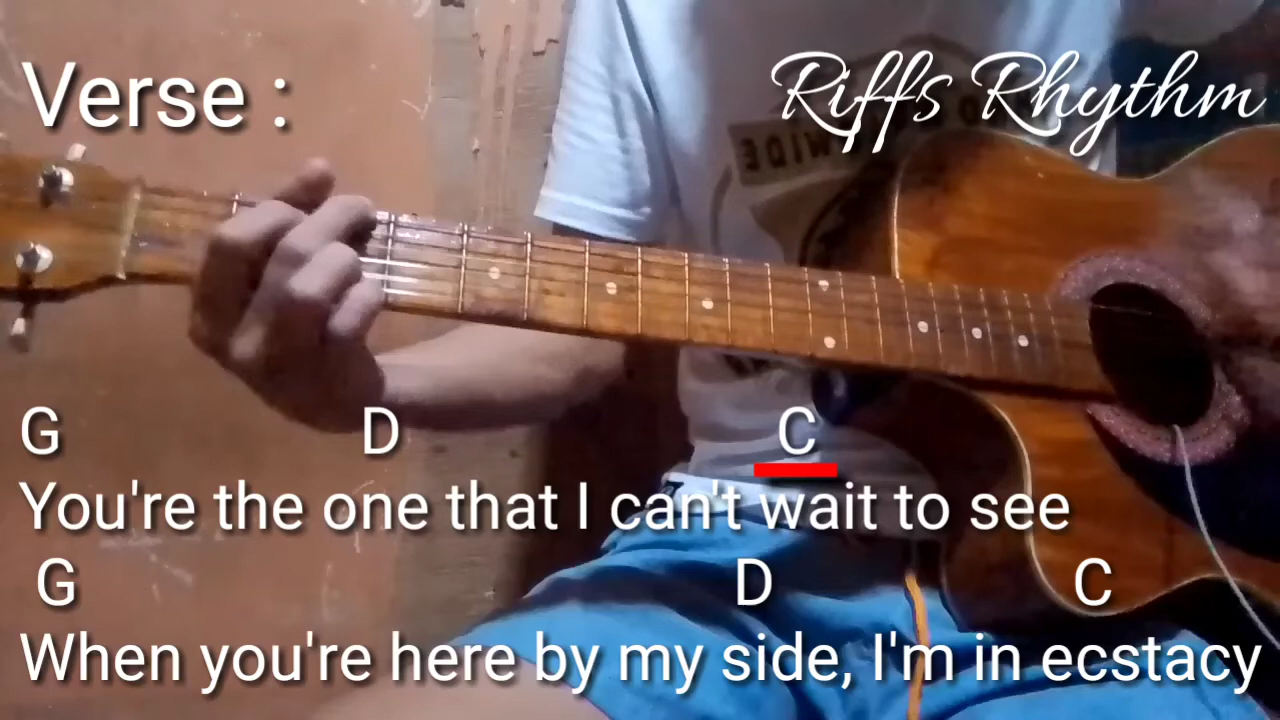 Verse :
Riffs Rhythm
WIDE
G D C
You're the one that I can't wait to see
G D C
When you're here by my side, I'm in ecstacy